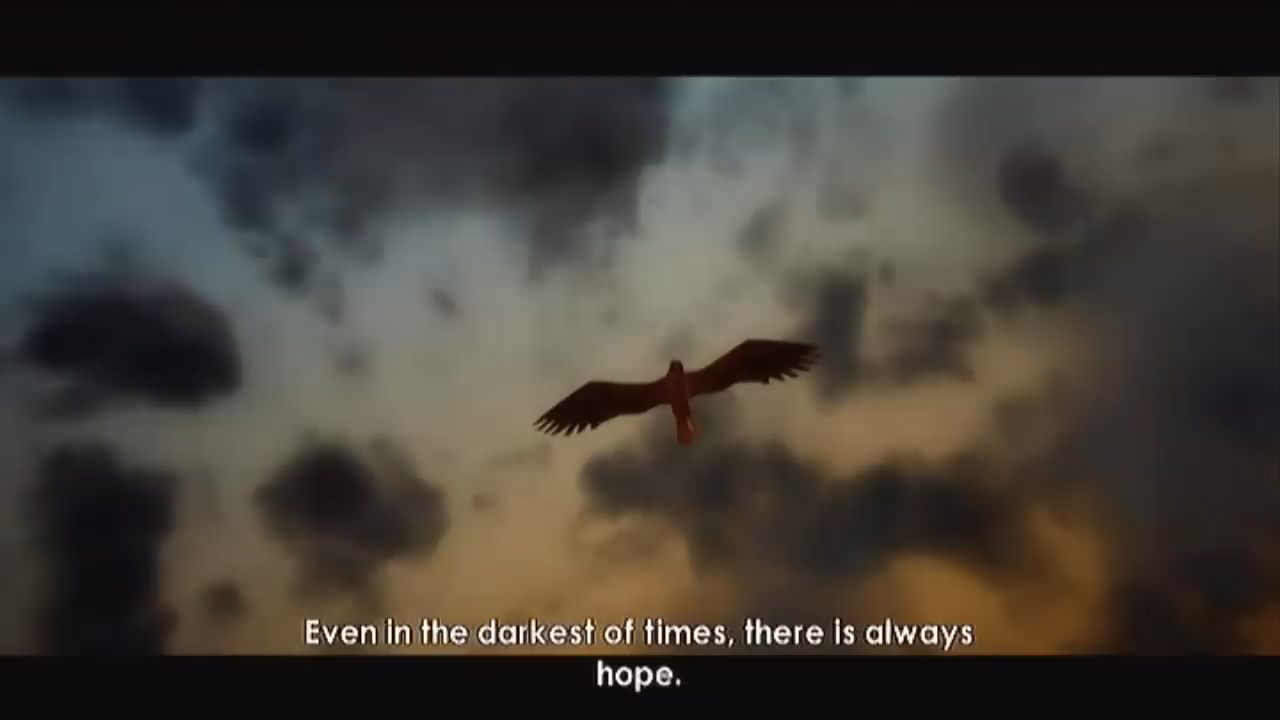 Even in the darkest of times, there is always
hope.